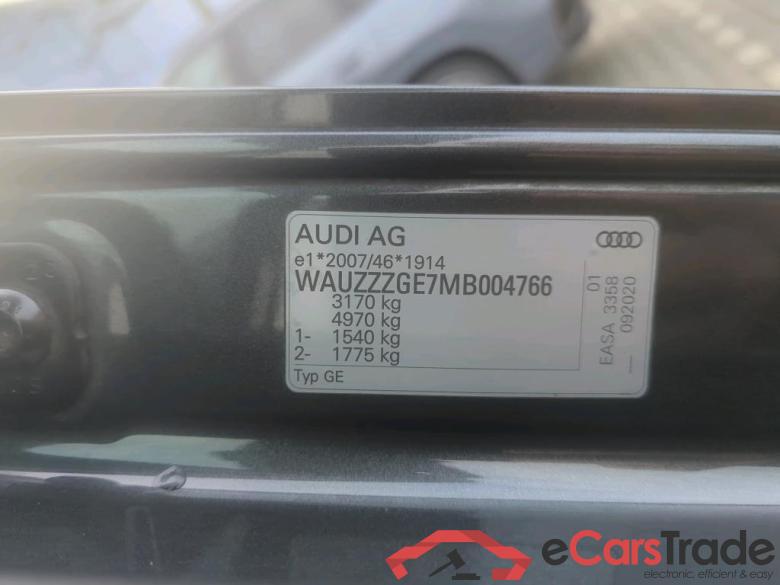 AUDI AG
e1*2007/46*1914
WAUZZZGE7MB004766
3170 kg
4970 kg
1- 1540 kg
2- 1775 kg
Typ GE
EASA 3358 01
— 092020
eCarsTrade
electronic, efficient & easy